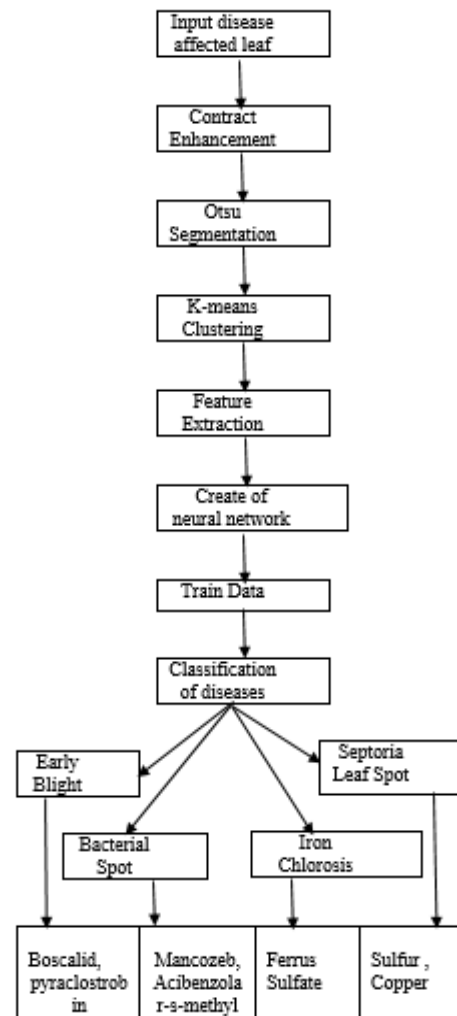 Input disease
affected leaf
Contract
Enhancement
Otsu
Segmentation
K-means
Clustering
Feature
Extraction
Create of
neural network
Train Data
Classification
of diseases
Early
Blight
Septoria
Leaf Spot
Bacterial
Spot
Iron
Chlorosis
Boscalid,
pyraclostrob
in
Mancozeb,
Acibenzola
r-s-methyl
Ferrus
Sulfate
Sulfur ,
Copper